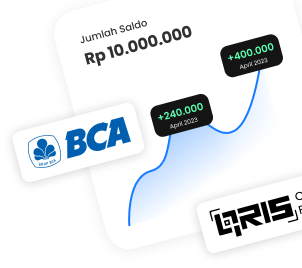 Jumlah Saldo
Rp 10.000.000
+400.000
April 2023
+240.000
April 2023
BCA
QRIS